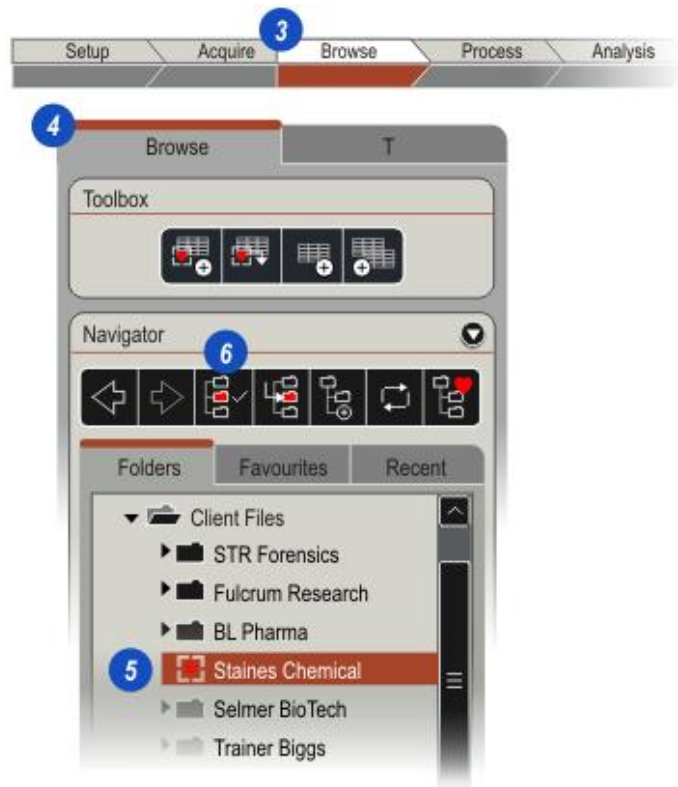 3
Setup Acquire Browse Process Analysis
4
Browse T
Toolbox
Navigator
6
Folders Favourites Recent
Client Files
STR Forensics
Fulcrum Research
BL Pharma
5 Staines Chemical
Selmer BioTech
Trainer Biggs